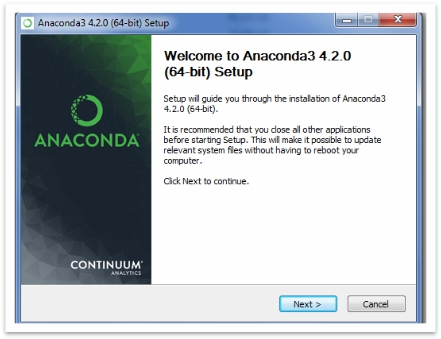 Anaconda3 4.2.0 (64-bit) Setup
Welcome to Anaconda3 4.2.0
(64-bit) Setup
Setup will guide you through the installation of Anaconda3
4.2.0 (64-bit).
It is recommended that you close all other applications
before starting Setup. This will make it possible to update
relevant system files without having to reboot your
computer.
Click Next to continue.
ANACONDA
CONTINUUM
ANALYTICS
Next >
Cancel